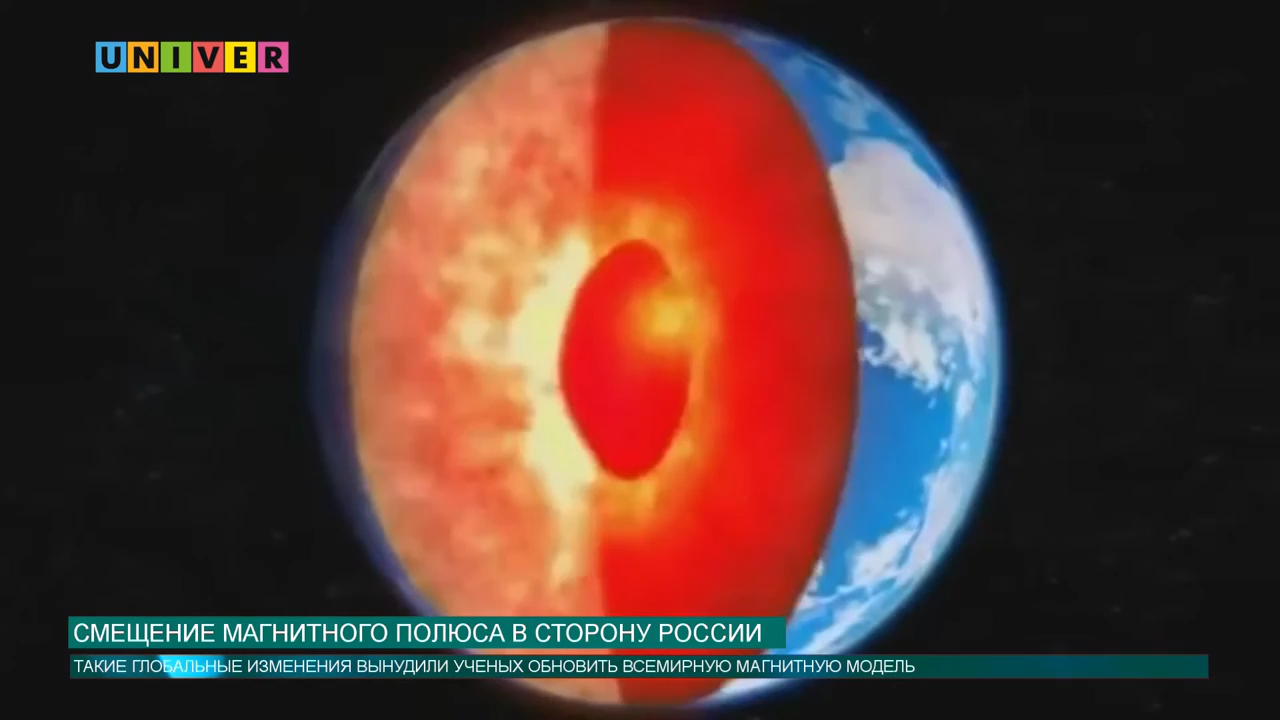 UNIVER
СМЕЩЕНИЕ МАГНИТНОГО ПОЛЮСА В СТОРОНУ РОССИИ
ТАКИЕ ГЛОБАЛЬНЫЕ ИЗМЕНЕНИЯ ВЫНУДИЛИ УЧЕНЫХ ОБНОВИТЬ ВСЕМИРНУЮ МАГНИТНУЮ МОДЕЛЬ